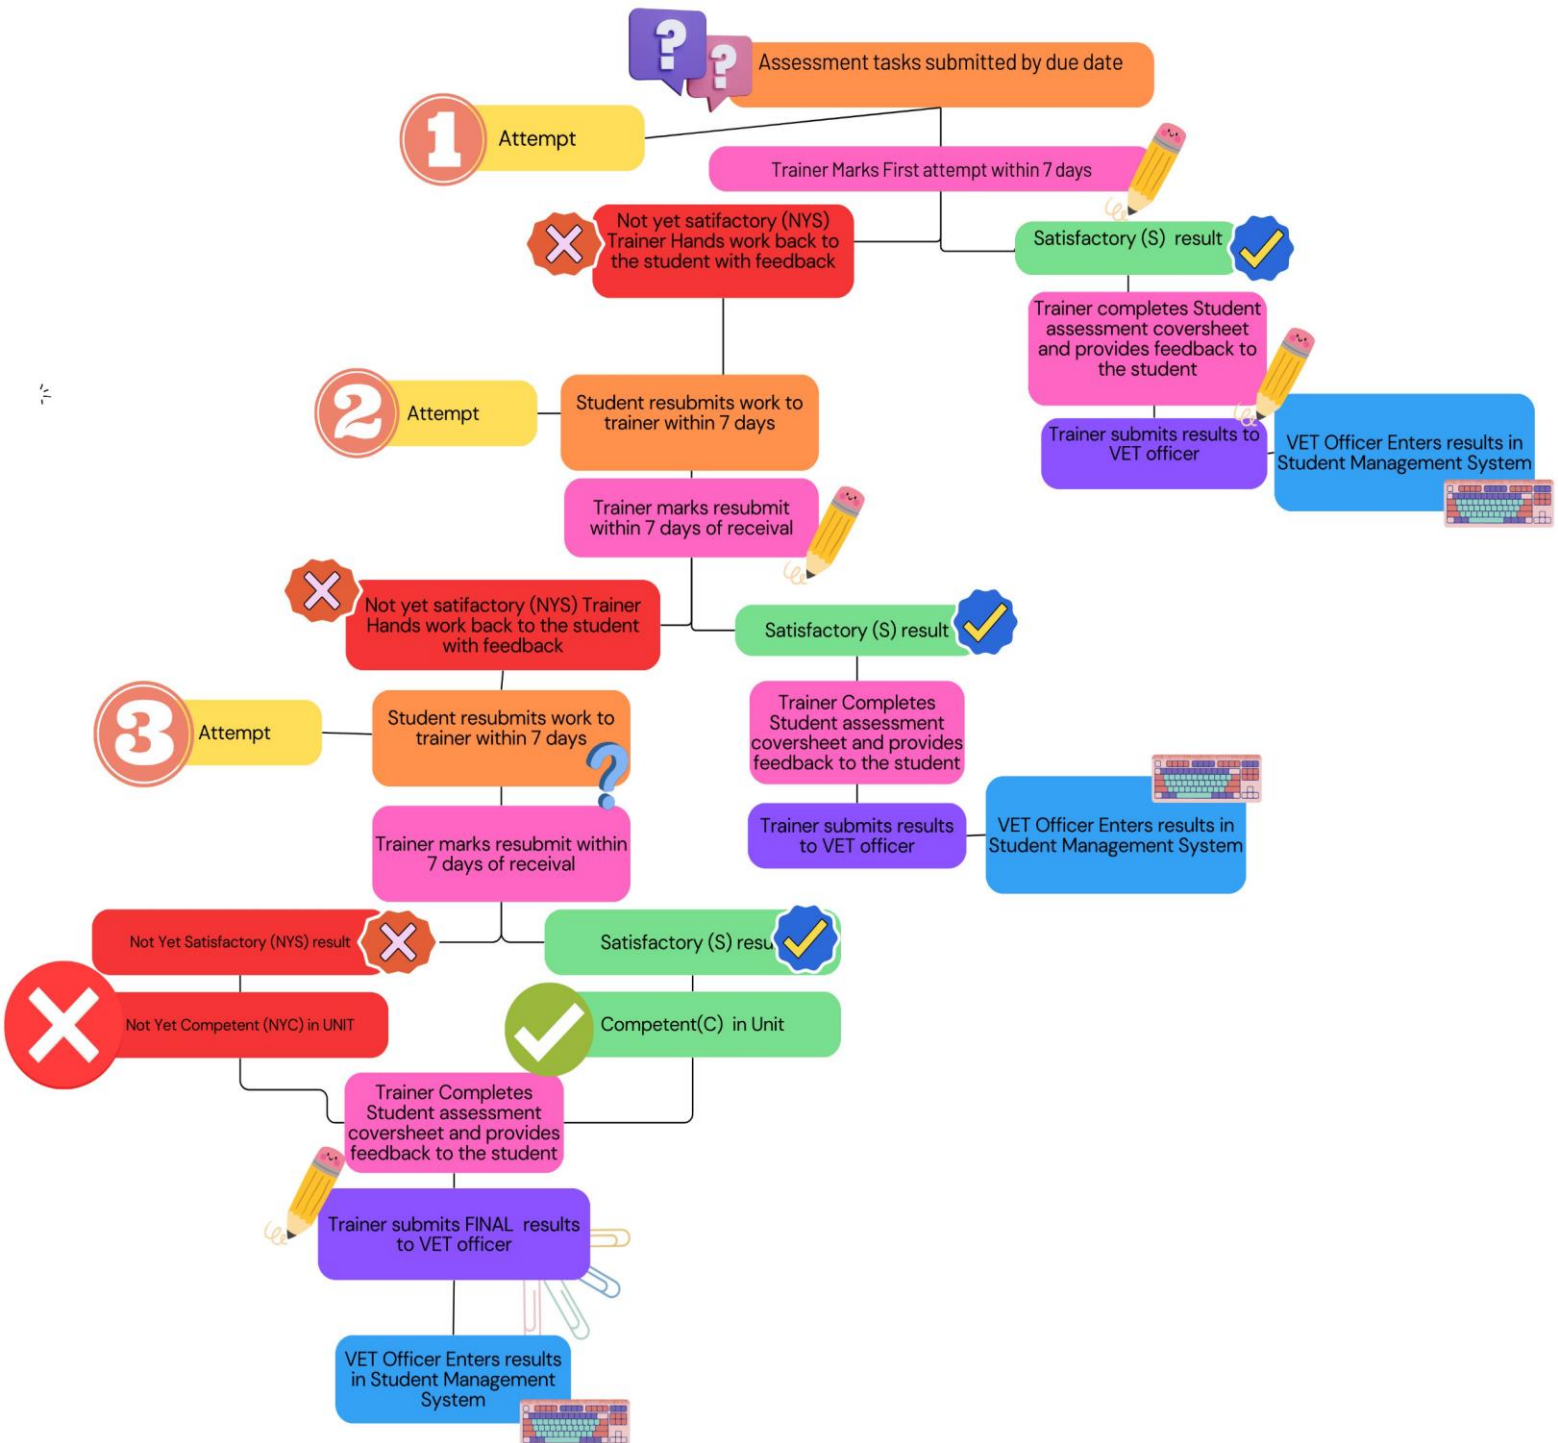 ? ?
Assessment tasks submitted by due date
1 Attempt
Trainer Marks First attempt within 7 days
Not yet satifactory (NYS)
Trainer Hands work back to
the student with feedback
Satisfactory (S) result
Trainer completes Student
assessment coversheet
and provides feedback to
the student
Trainer submits results to
VET officer
VET Officer Enters results in
Student Management System
2 Attempt
Student resubmits work to
trainer within 7 days
Trainer marks resubmit
within 7 days of receival
Not yet satifactory (NYS) Trainer
Hands work back to the student
with feedback
Satisfactory (S) result
Trainer Completes
Student assessment
coversheet and provides
feedback to the student
Trainer submits results
to VET officer
VET Officer Enters results in
Student Management System
3 Attempt
Student resubmits work to
trainer within 7 days
?
Trainer marks resubmit within
7 days of receival
Not Yet Satisfactory (NYS) result
Satisfactory (S) resu
Not Yet Competent (NYC) in UNIT
Competent(C) in Unit
Trainer Completes
Student assessment
coversheet and provides
feedback to the student
Trainer submits FINAL results
to VET officer
VET Officer Enters results
in Student Management
System